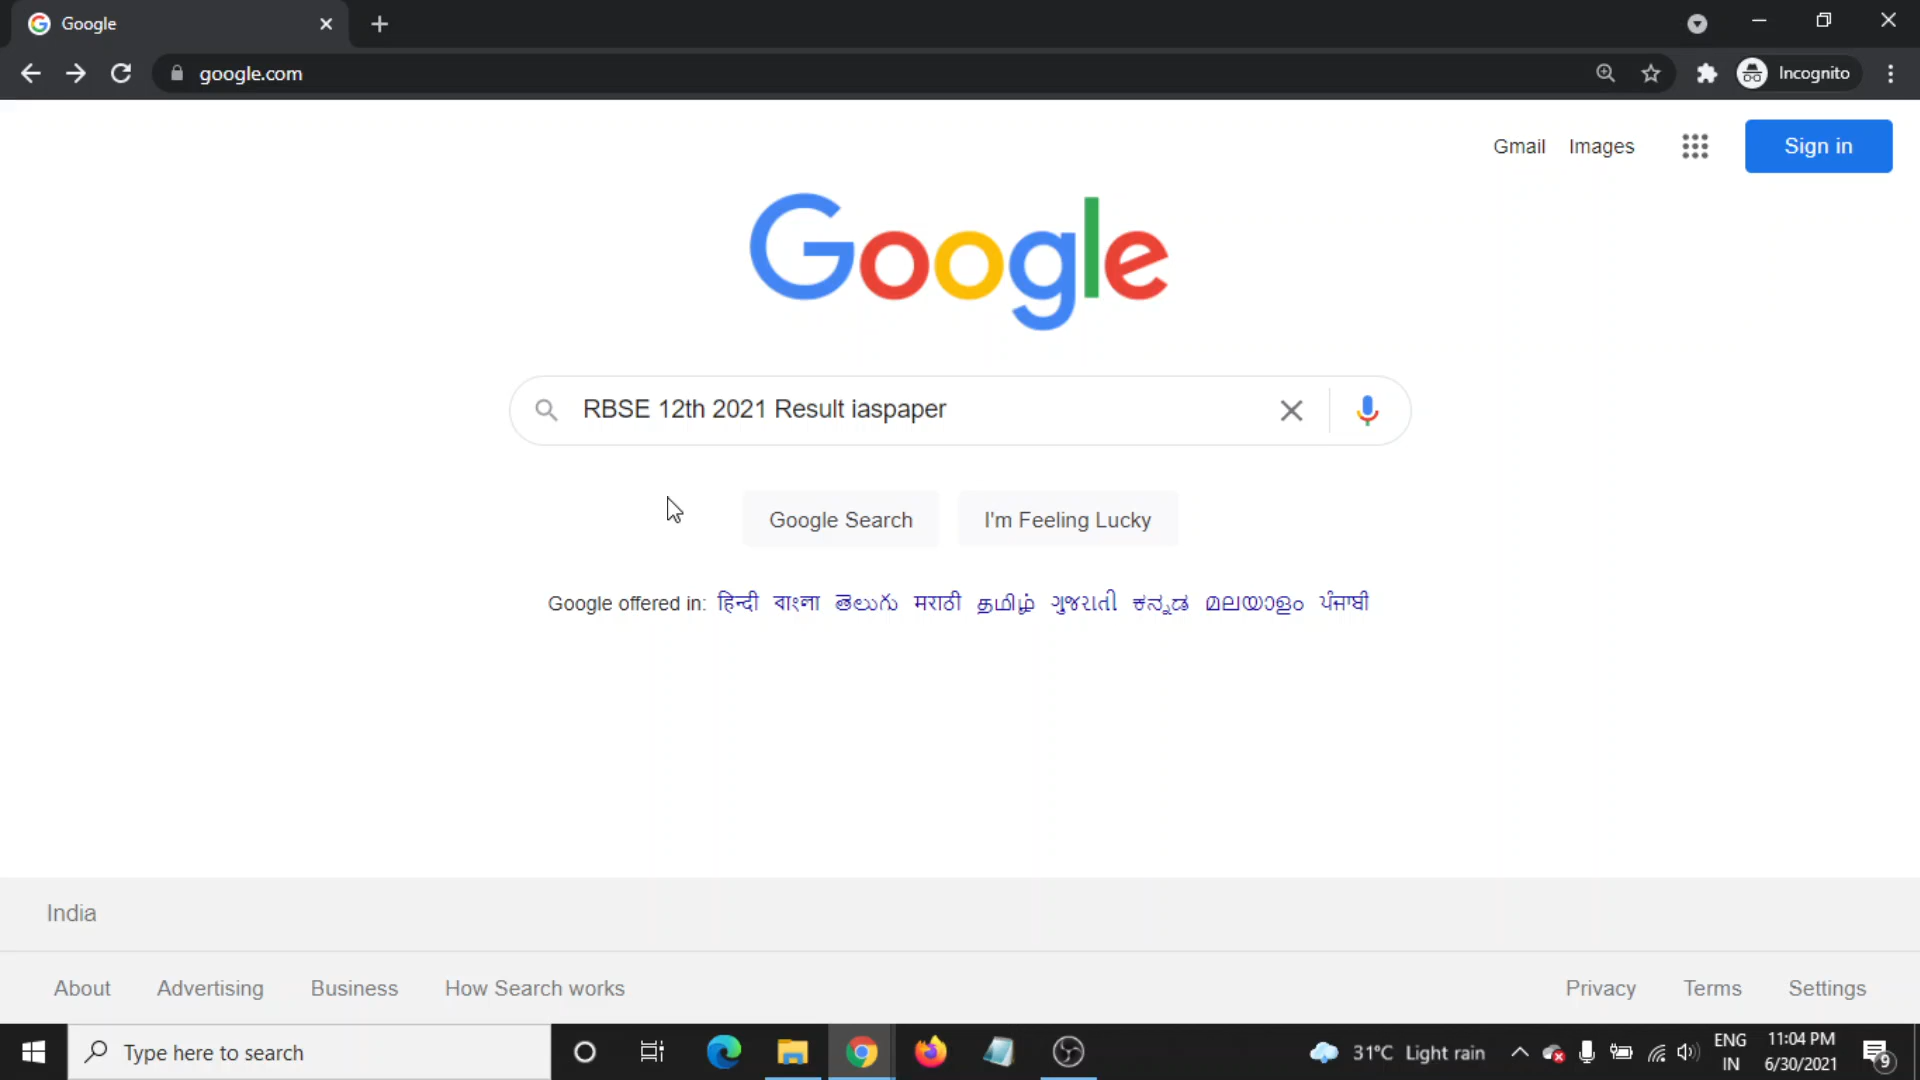 Google
google.com
Incognito
Gmail Images Sign in
Google
RBSE 12th 2021 Result iaspaper
Google Search I'm Feeling Lucky
Google offered in: हिन्दी বাংলা తెలుగు मराठी தமிழ் ગુજરાતી ಕನ್ನಡ മലയാളം ਪੰਜਾਬੀ
India
About Advertising Business How Search works Privacy Terms Settings
Type here to search
31°C Light rain
ENG
IN
11:04 PM
6/30/2021
9